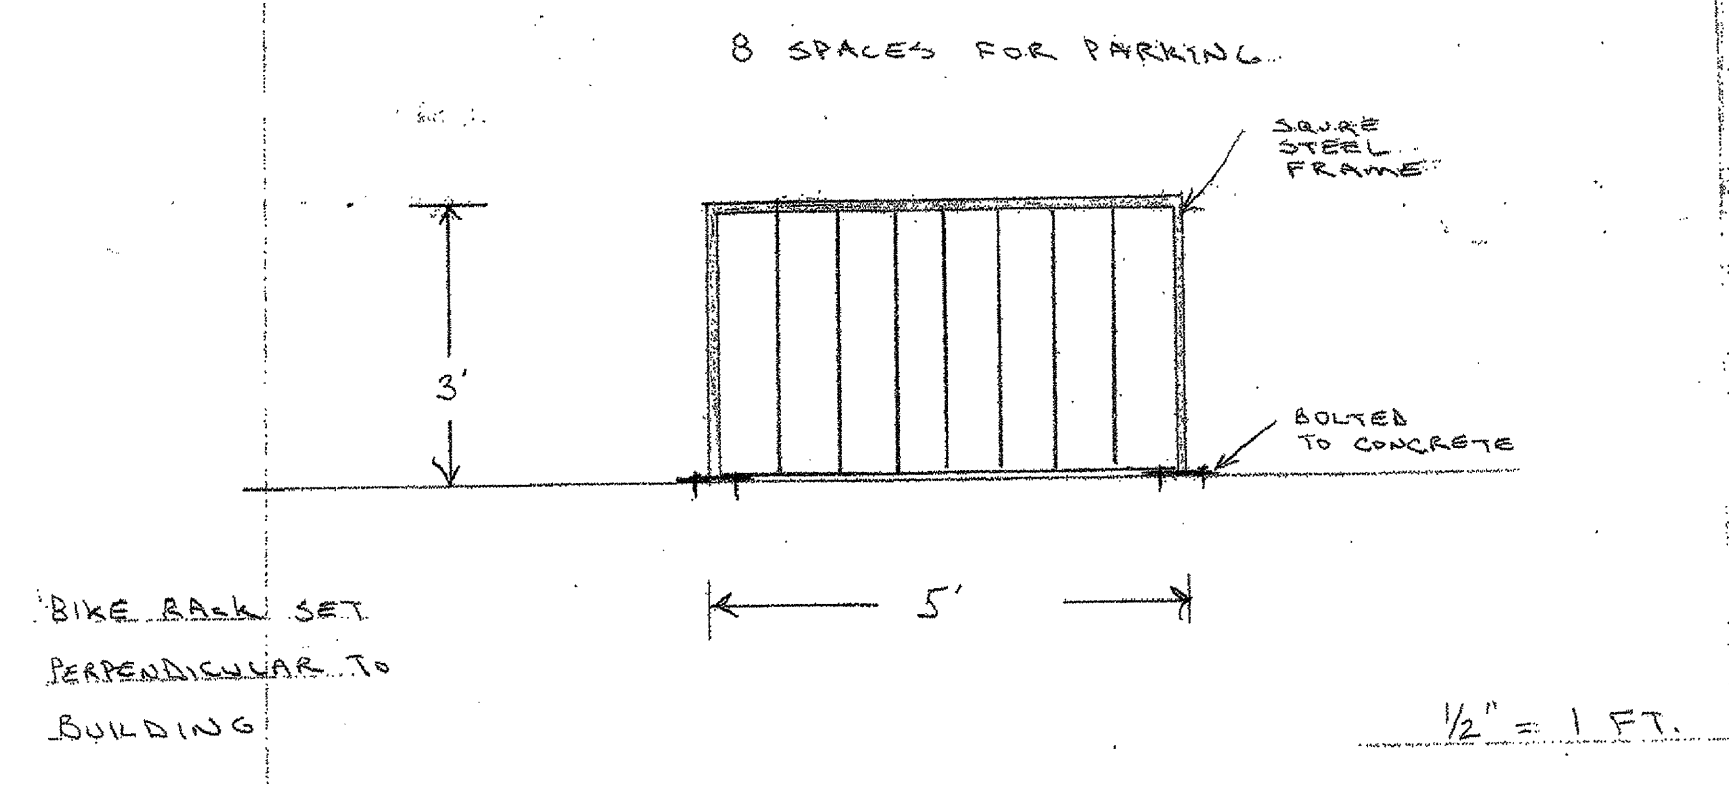 8 SPACES FOR PARKING
SQURE
STEEL
FRAME
3'
BOLTED
TO CONCRETE
5'
BIKE RACK SET
PERPENDICULAR TO
BUILDING
1/2" = 1 FT.